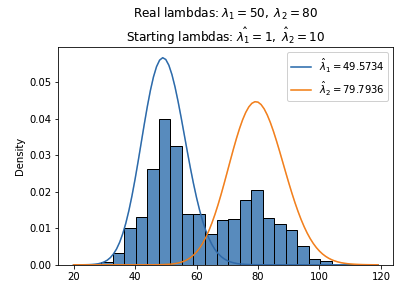 Real lambdas: λ₁ = 50, λ₂ = 80
Starting lambdas: λ̂₁ = 1, λ̂₂ = 10
λ̂₁ = 49.5734
λ̂₂ = 79.7936
Density
0.05
0.04
0.03
0.02
0.01
0.00
20 40 60 80 100 120